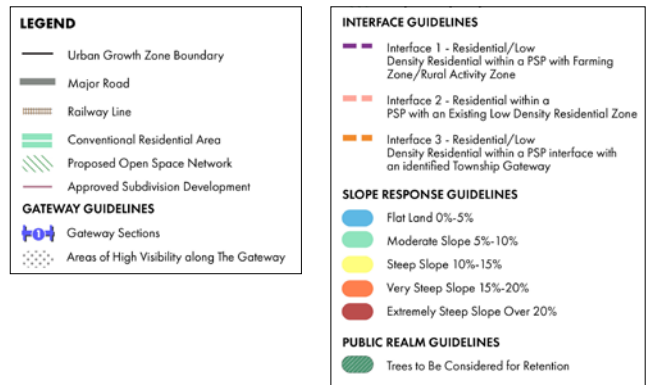 LEGEND
Urban Growth Zone Boundary
Major Road
Railway Line
Conventional Residential Area
Proposed Open Space Network
Approved Subdivision Development
GATEWAY GUIDELINES
1
Gateway Sections
Areas of High Visibility along The Gateway
INTERFACE GUIDELINES
Interface 1 - Residential/Low
Density Residential within a PSP with Farming
Zone/Rural Activity Zone
Interface 2 - Residential within a
PSP with an Existing Low Density Residential Zone
Interface 3 - Residential/Low
Density Residential within a PSP interface with
an identified Township Gateway
SLOPE RESPONSE GUIDELINES
Flat Land 0%-5%
Moderate Slope 5%-10%
Steep Slope 10%-15%
Very Steep Slope 15%-20%
Extremely Steep Slope Over 20%
PUBLIC REALM GUIDELINES
Trees to Be Considered for Retention